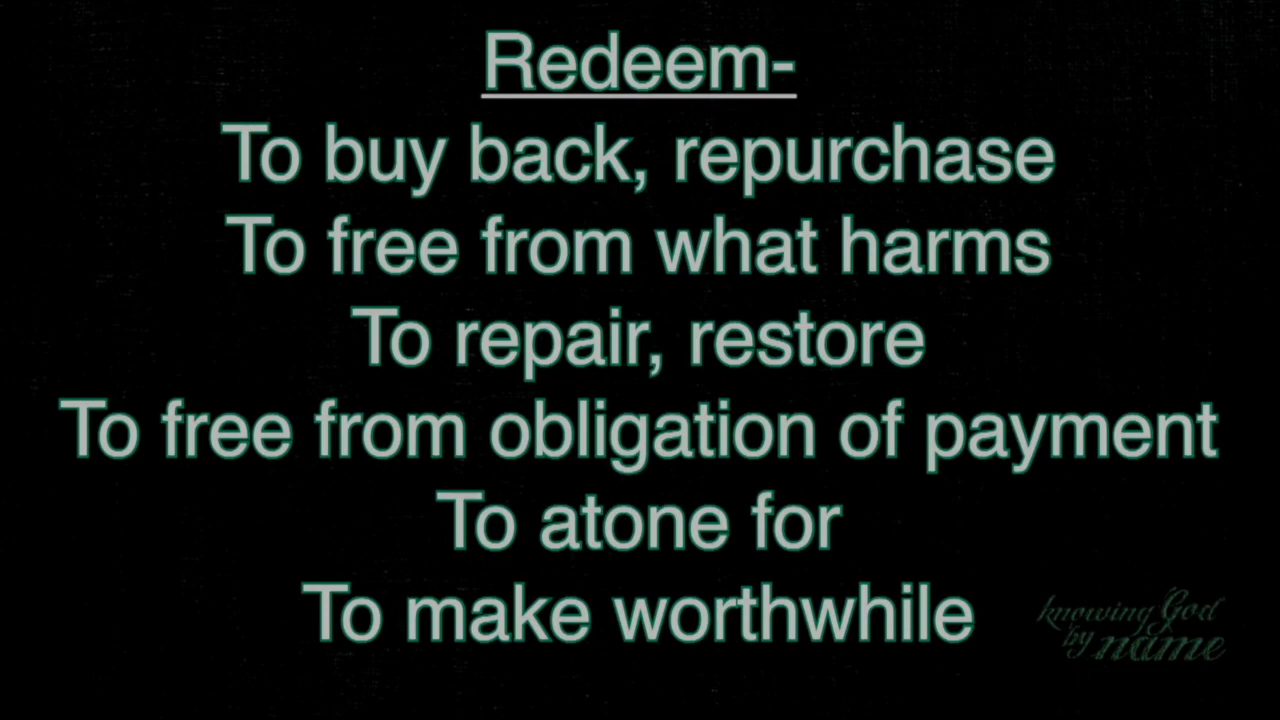 Redeem-
To buy back, repurchase
To free from what harms
To repair, restore
To free from obligation of payment
To atone for
To make worthwhile
knowing God
by name